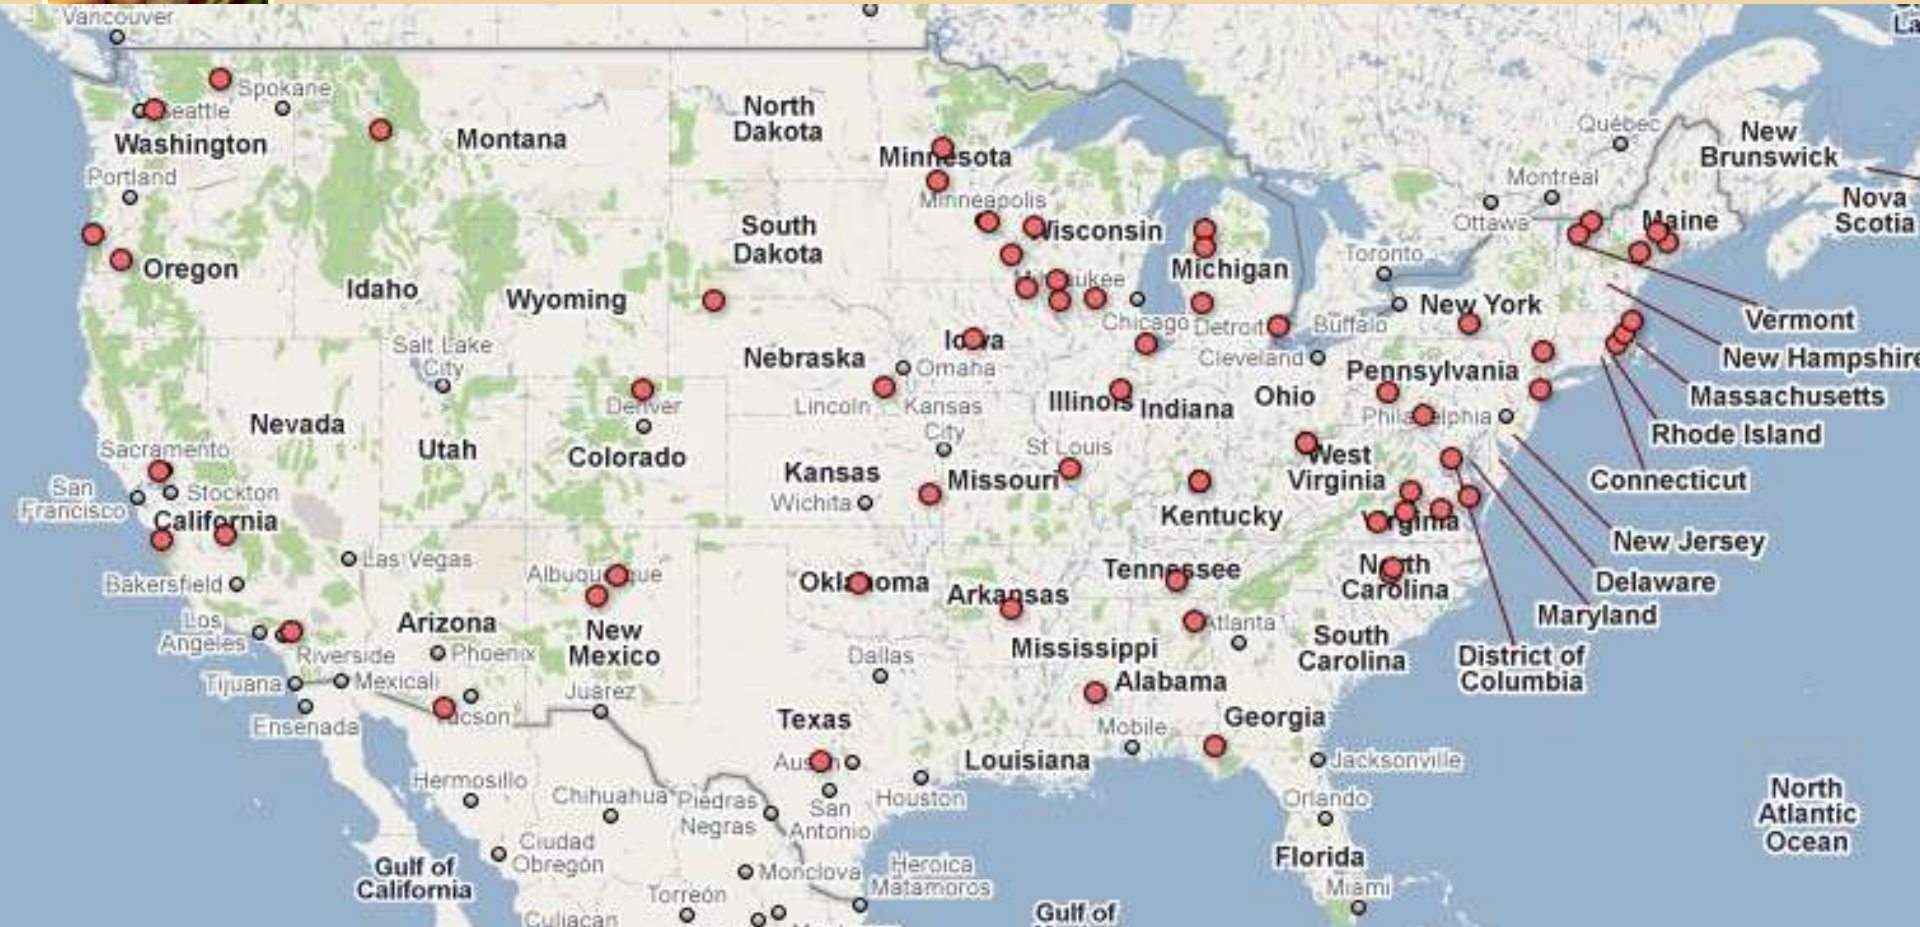 Vancouver
La
Spokane
Seattle
Washington
Montana
North
Dakota
Minnesota
Québec
New
Brunswick
Portland
Montreal
Minneapolis
Nova
Scotia
Ottawa
Maine
South
Dakota
Wisconsin
Oregon
Idaho
Wyoming
Michigan
Toronto
Milwaukee
New York
Buffalo
Vermont
Chicago
Detroit
Iowa
Salt Lake
City
Nebraska
Omaha
Cleveland
New Hampshire
Pennsylvania
Massachusetts
Denver
Lincoln
Kansas
City
Illinois
Indiana
Ohio
Philadelphia
Rhode Island
Nevada
Utah
Colorado
Sacramento
St Louis
West
Virginia
Connecticut
Kansas
Missouri
San
Francisco
Stockton
Wichita
California
Kentucky
Virginia
New Jersey
Las Vegas
Albuquerque
Bakersfield
Oklahoma
Arkansas
Tennessee
North
Carolina
Delaware
Los
Angeles
Arizona
New
Mexico
Atlanta
Maryland
Riverside
Phoenix
Dallas
Mississippi
South
Carolina
District of
Columbia
Tijuana
Mexicali
Juarez
Alabama
Ensenada
Tucson
Texas
Mobile
Georgia
Austin
Louisiana
Jacksonville
Hermosillo
Chihuahua
Piedras
Negras
San
Antonio
Houston
Orlando
North
Atlantic
Ocean
Ciudad
Obregón
Gulf of
California
Monclova
Heroica
Matamoros
Florida
Torreón
Miami
Culiacan
Gulf of